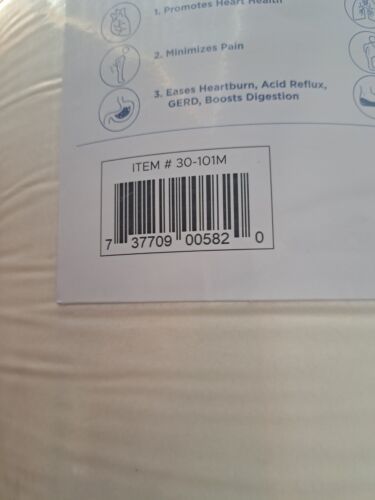 1. Promotes Heart Health
2. Minimizes Pain
3. Eases Heartburn, Acid Reflux,
GERD, Boosts Digestion
ITEM # 30-101M
7 37709 00582 0